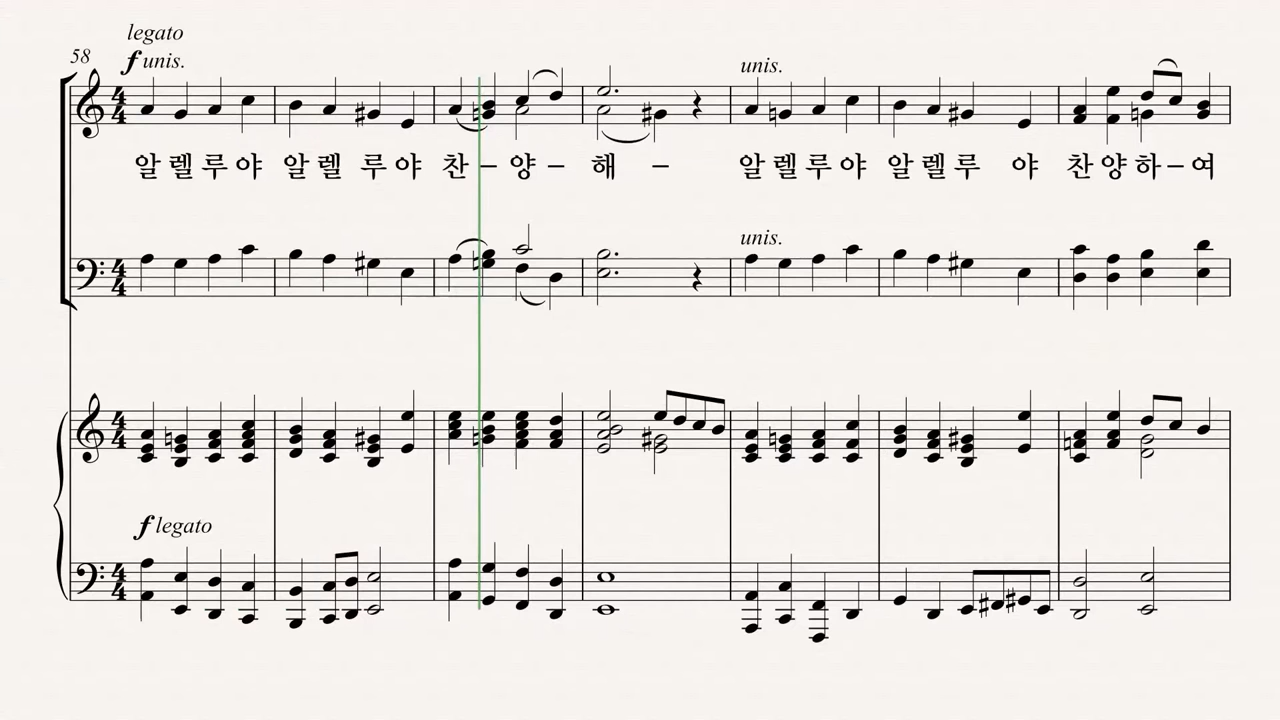 legato
58 f unis.
unis.
알 렐 루 야 알 렐 루 야 찬 – 양 – 해 – 알 렐 루 야 알 렐 루 야 찬 양 하 – 여
unis.
f legato